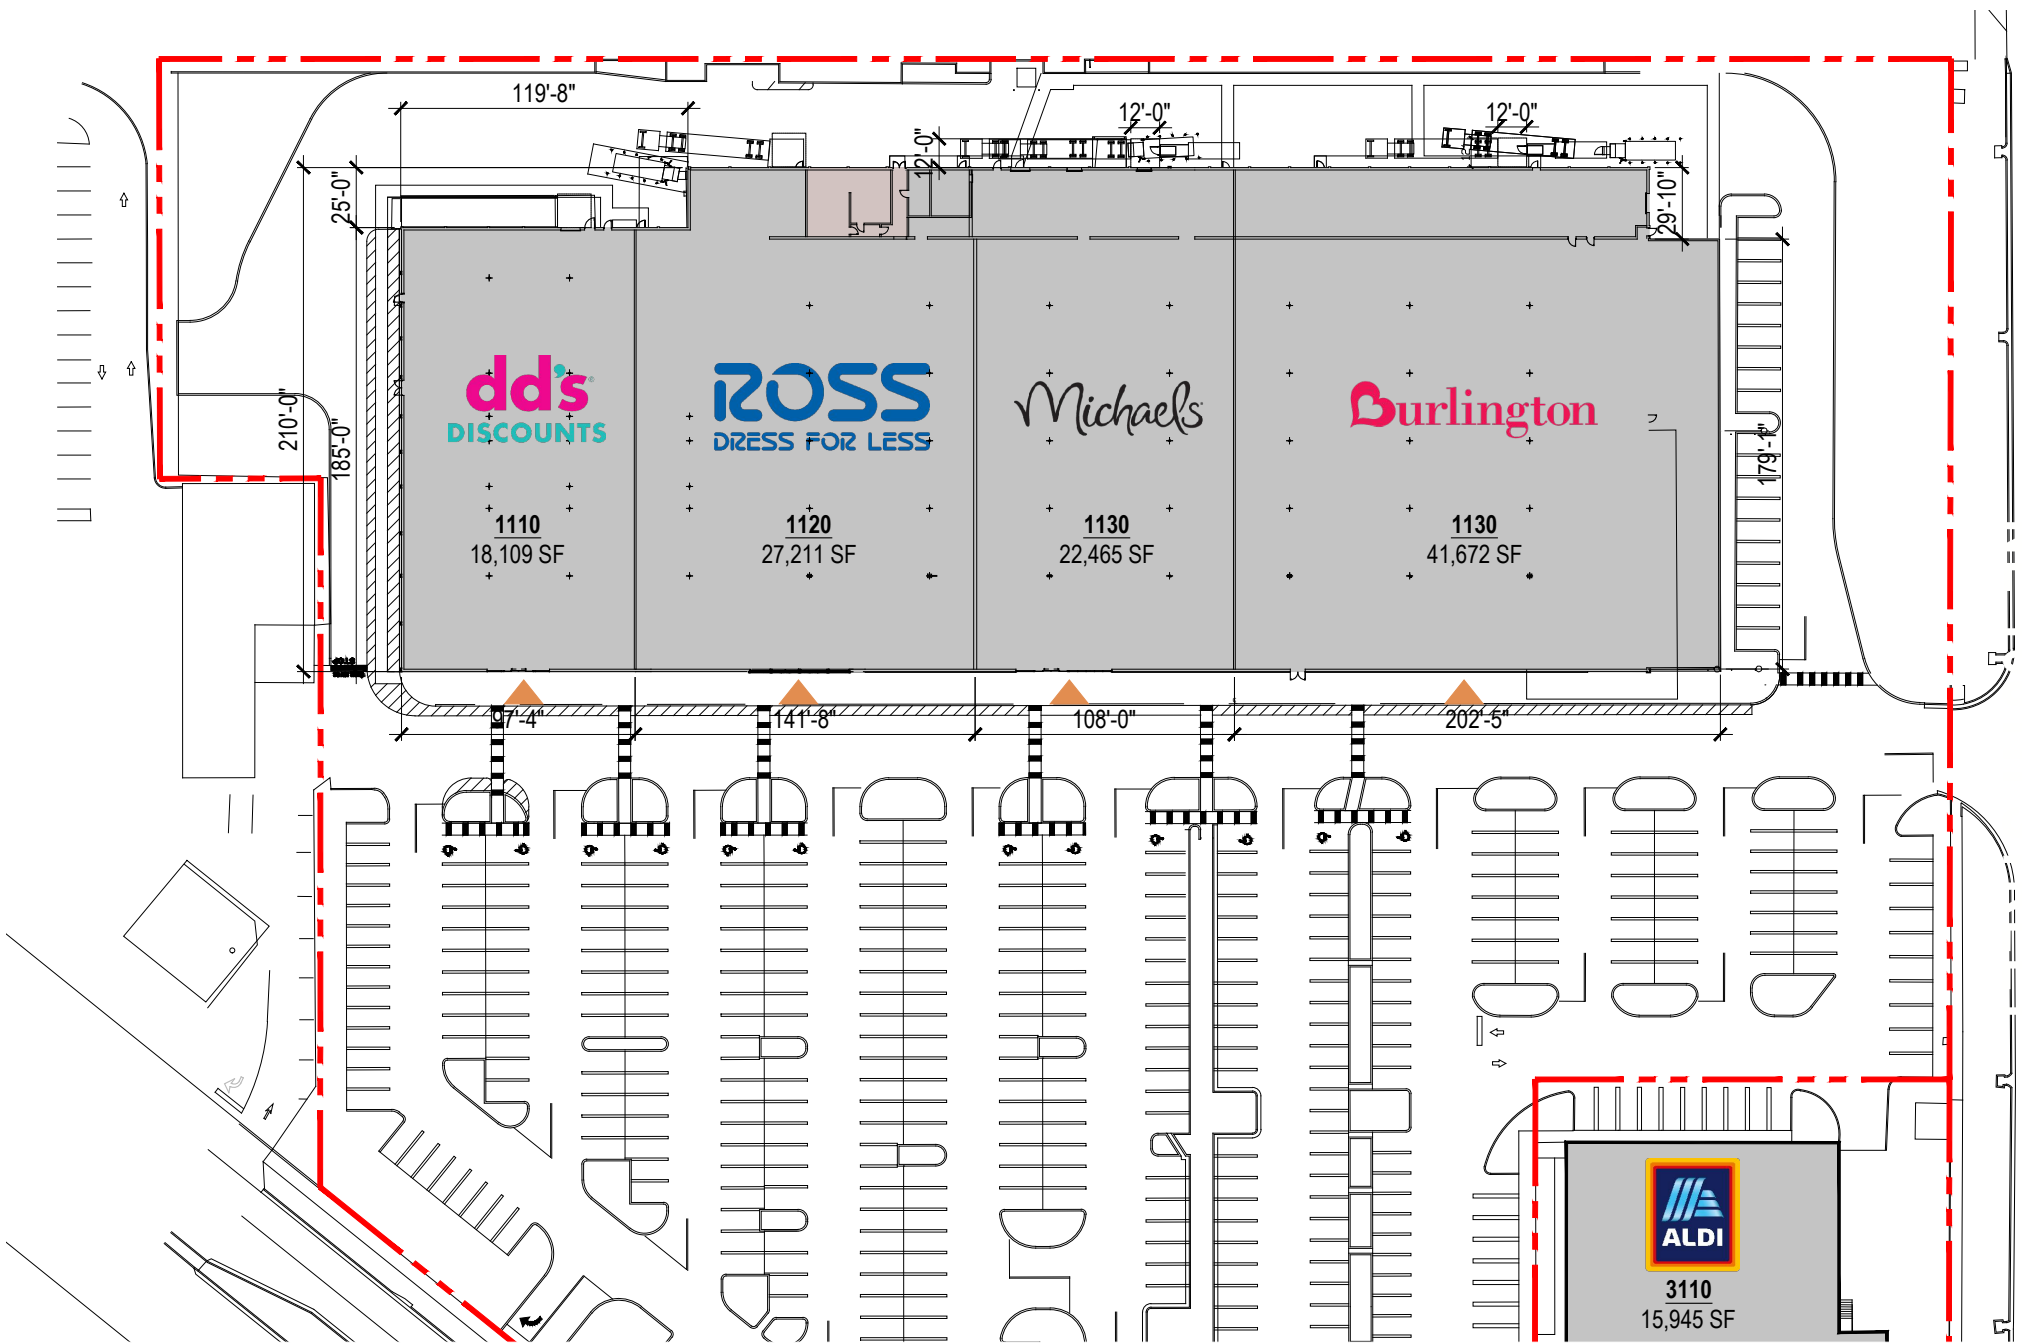 119'-8"
12'-0"
12'-0"
12'-0"
25'-0"
29'-10"
210'-0"
185'-0"
179'-1"
dd's
DISCOUNTS
ROSS
DRESS FOR LESS
Michaels
Burlington
1110
18,109 SF
1120
27,211 SF
1130
22,465 SF
1130
41,672 SF
97'-4"
141'-8"
108'-0"
202'-5"
ALDI
3110
15,945 SF